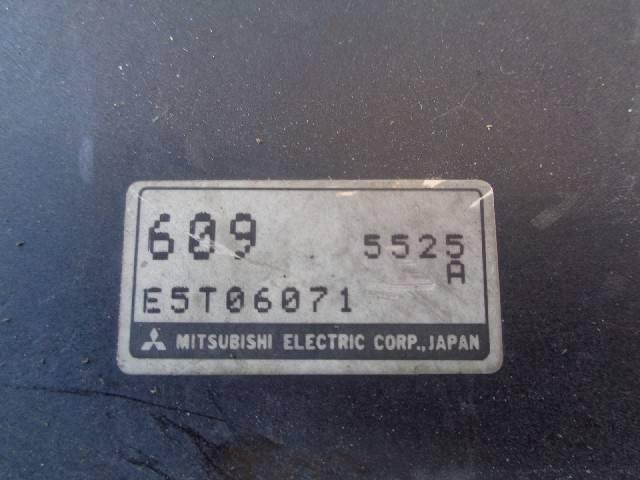 609 5525
A
E5T06071
MITSUBISHI ELECTRIC CORP., JAPAN